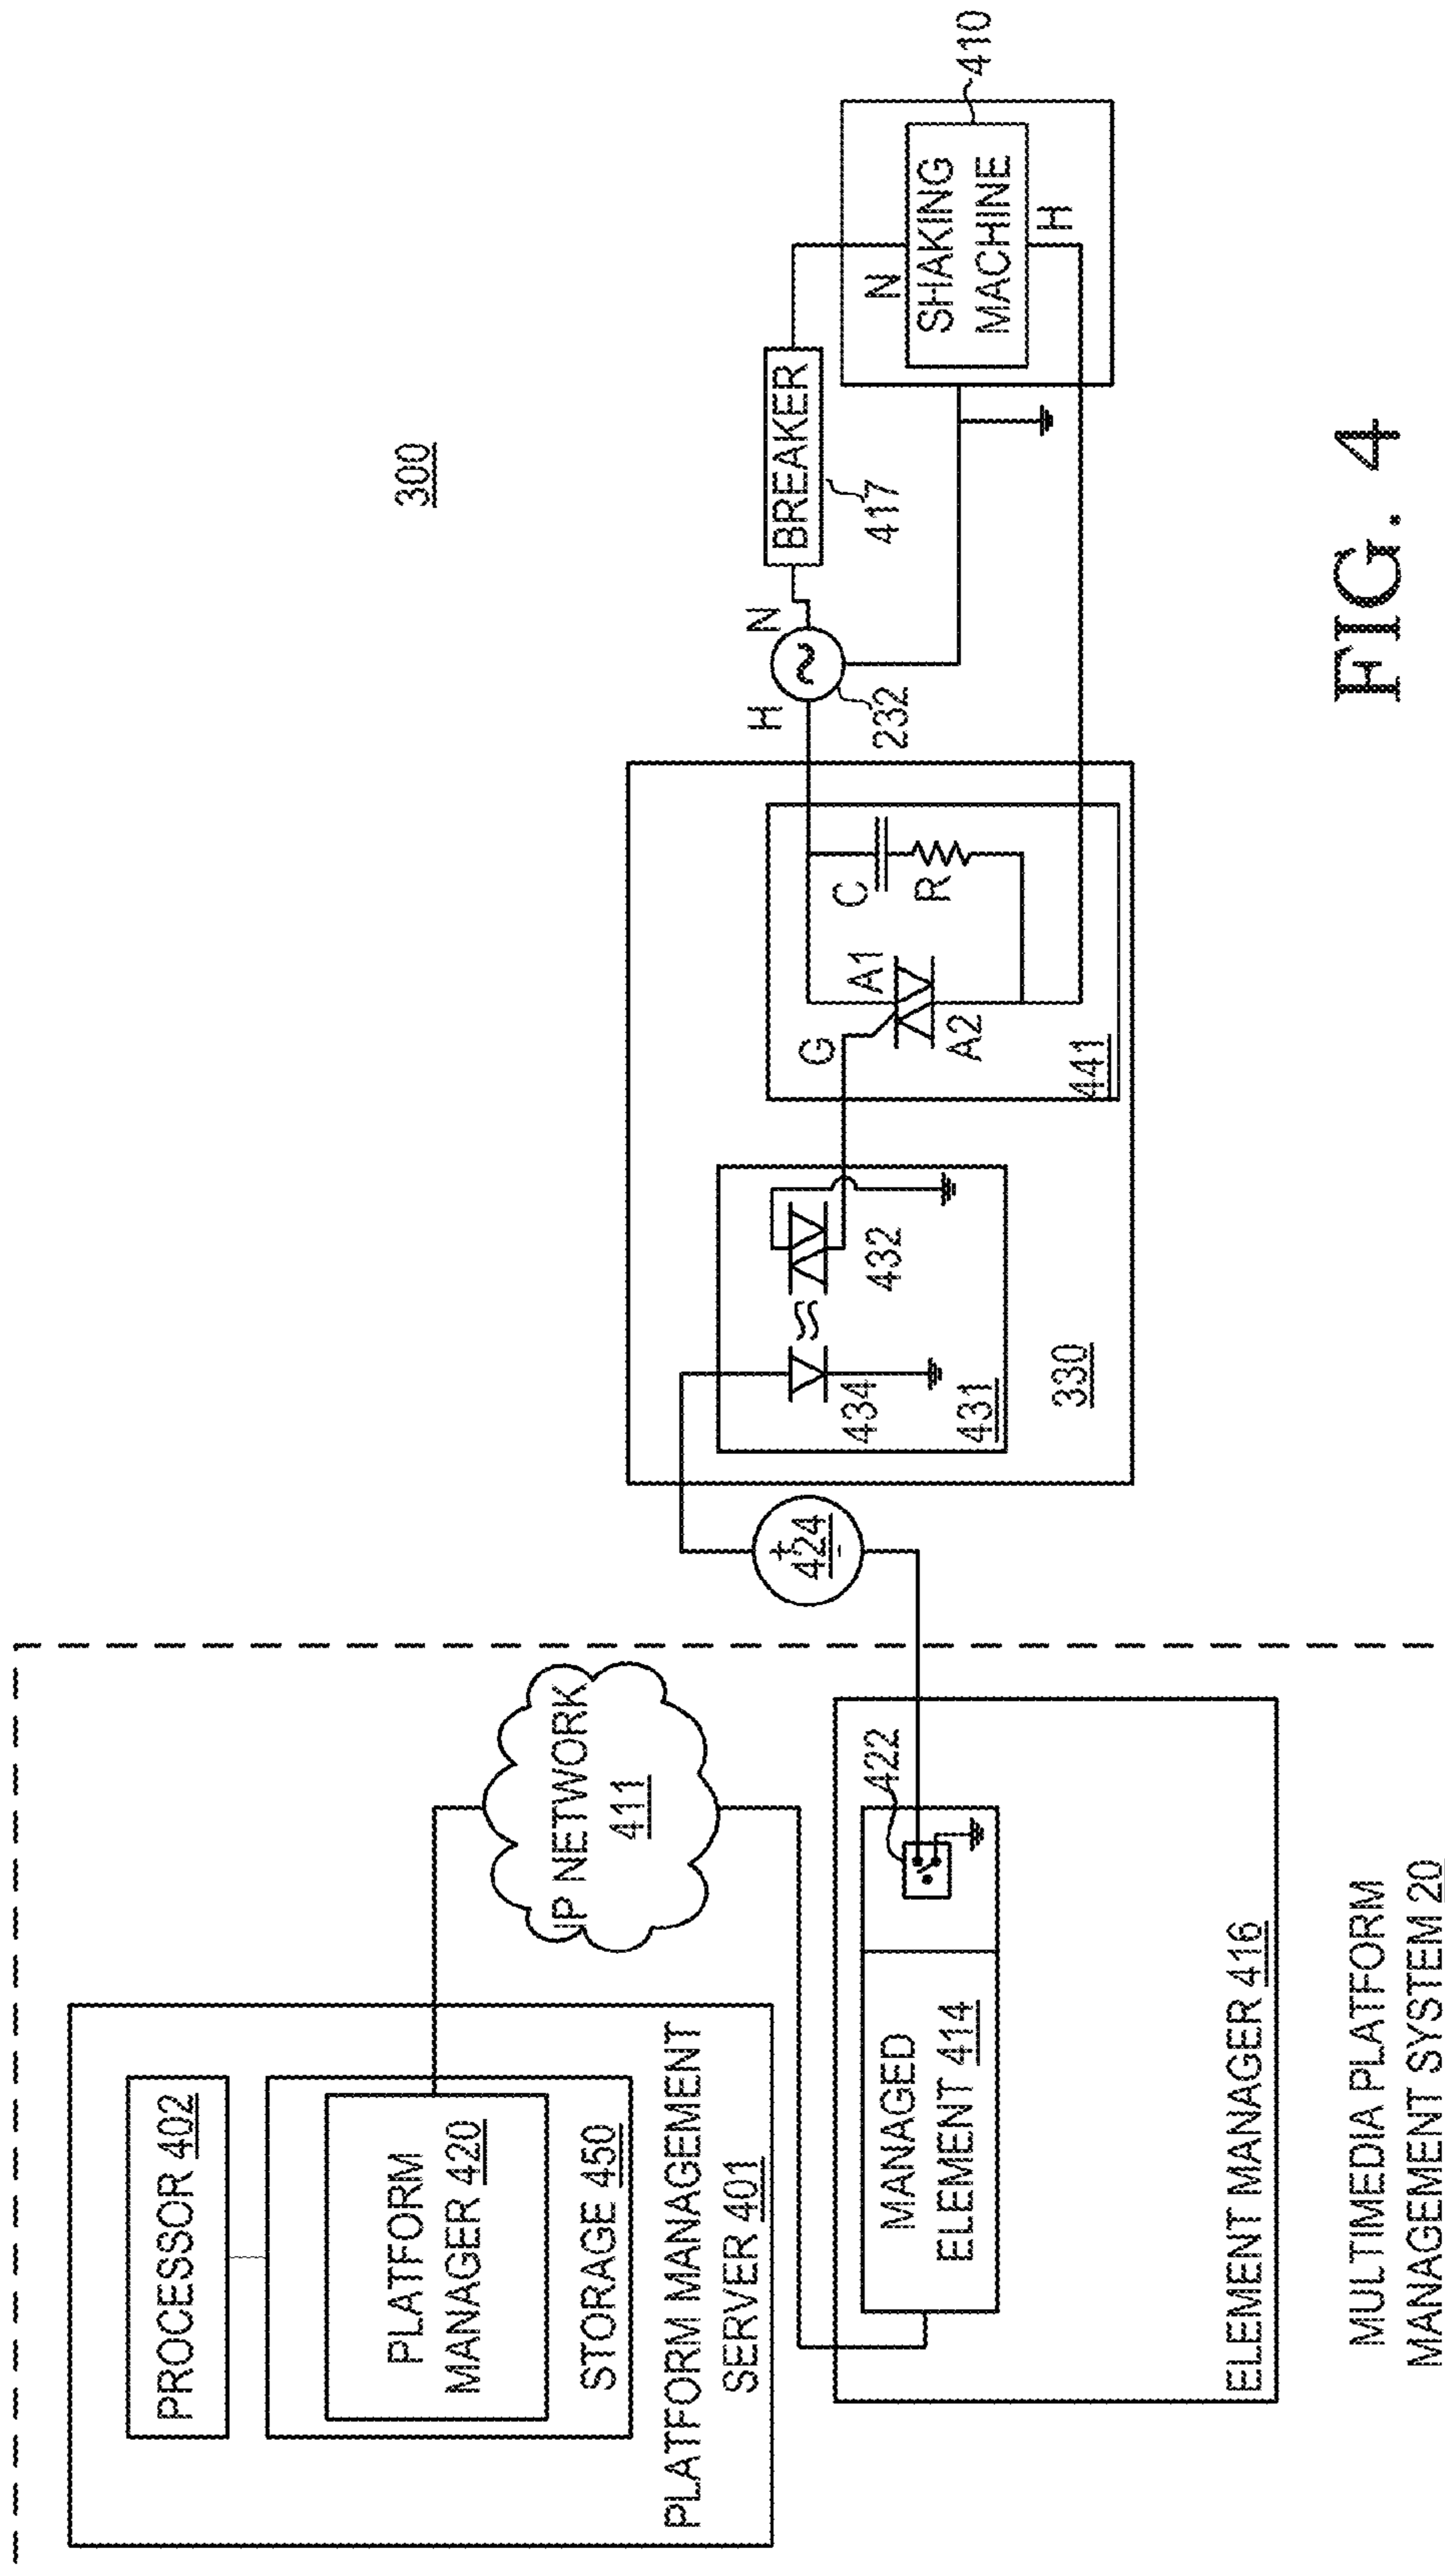 300
PROCESSOR 402
PLATFORM
MANAGER 420
STORAGE 450
PLATFORM MANAGEMENT
SERVER 401
IP NETWORK
411
MANAGED
ELEMENT 414
422
ELEMENT MANAGER 416
MULTIMEDIA PLATFORM
MANAGEMENT SYSTEM 20
+
424
-
434
432
431
330
G
A1
A2
C
R
441
H
N
232
BREAKER
417
N
SHAKING
MACHINE
H
410
FIG. 4